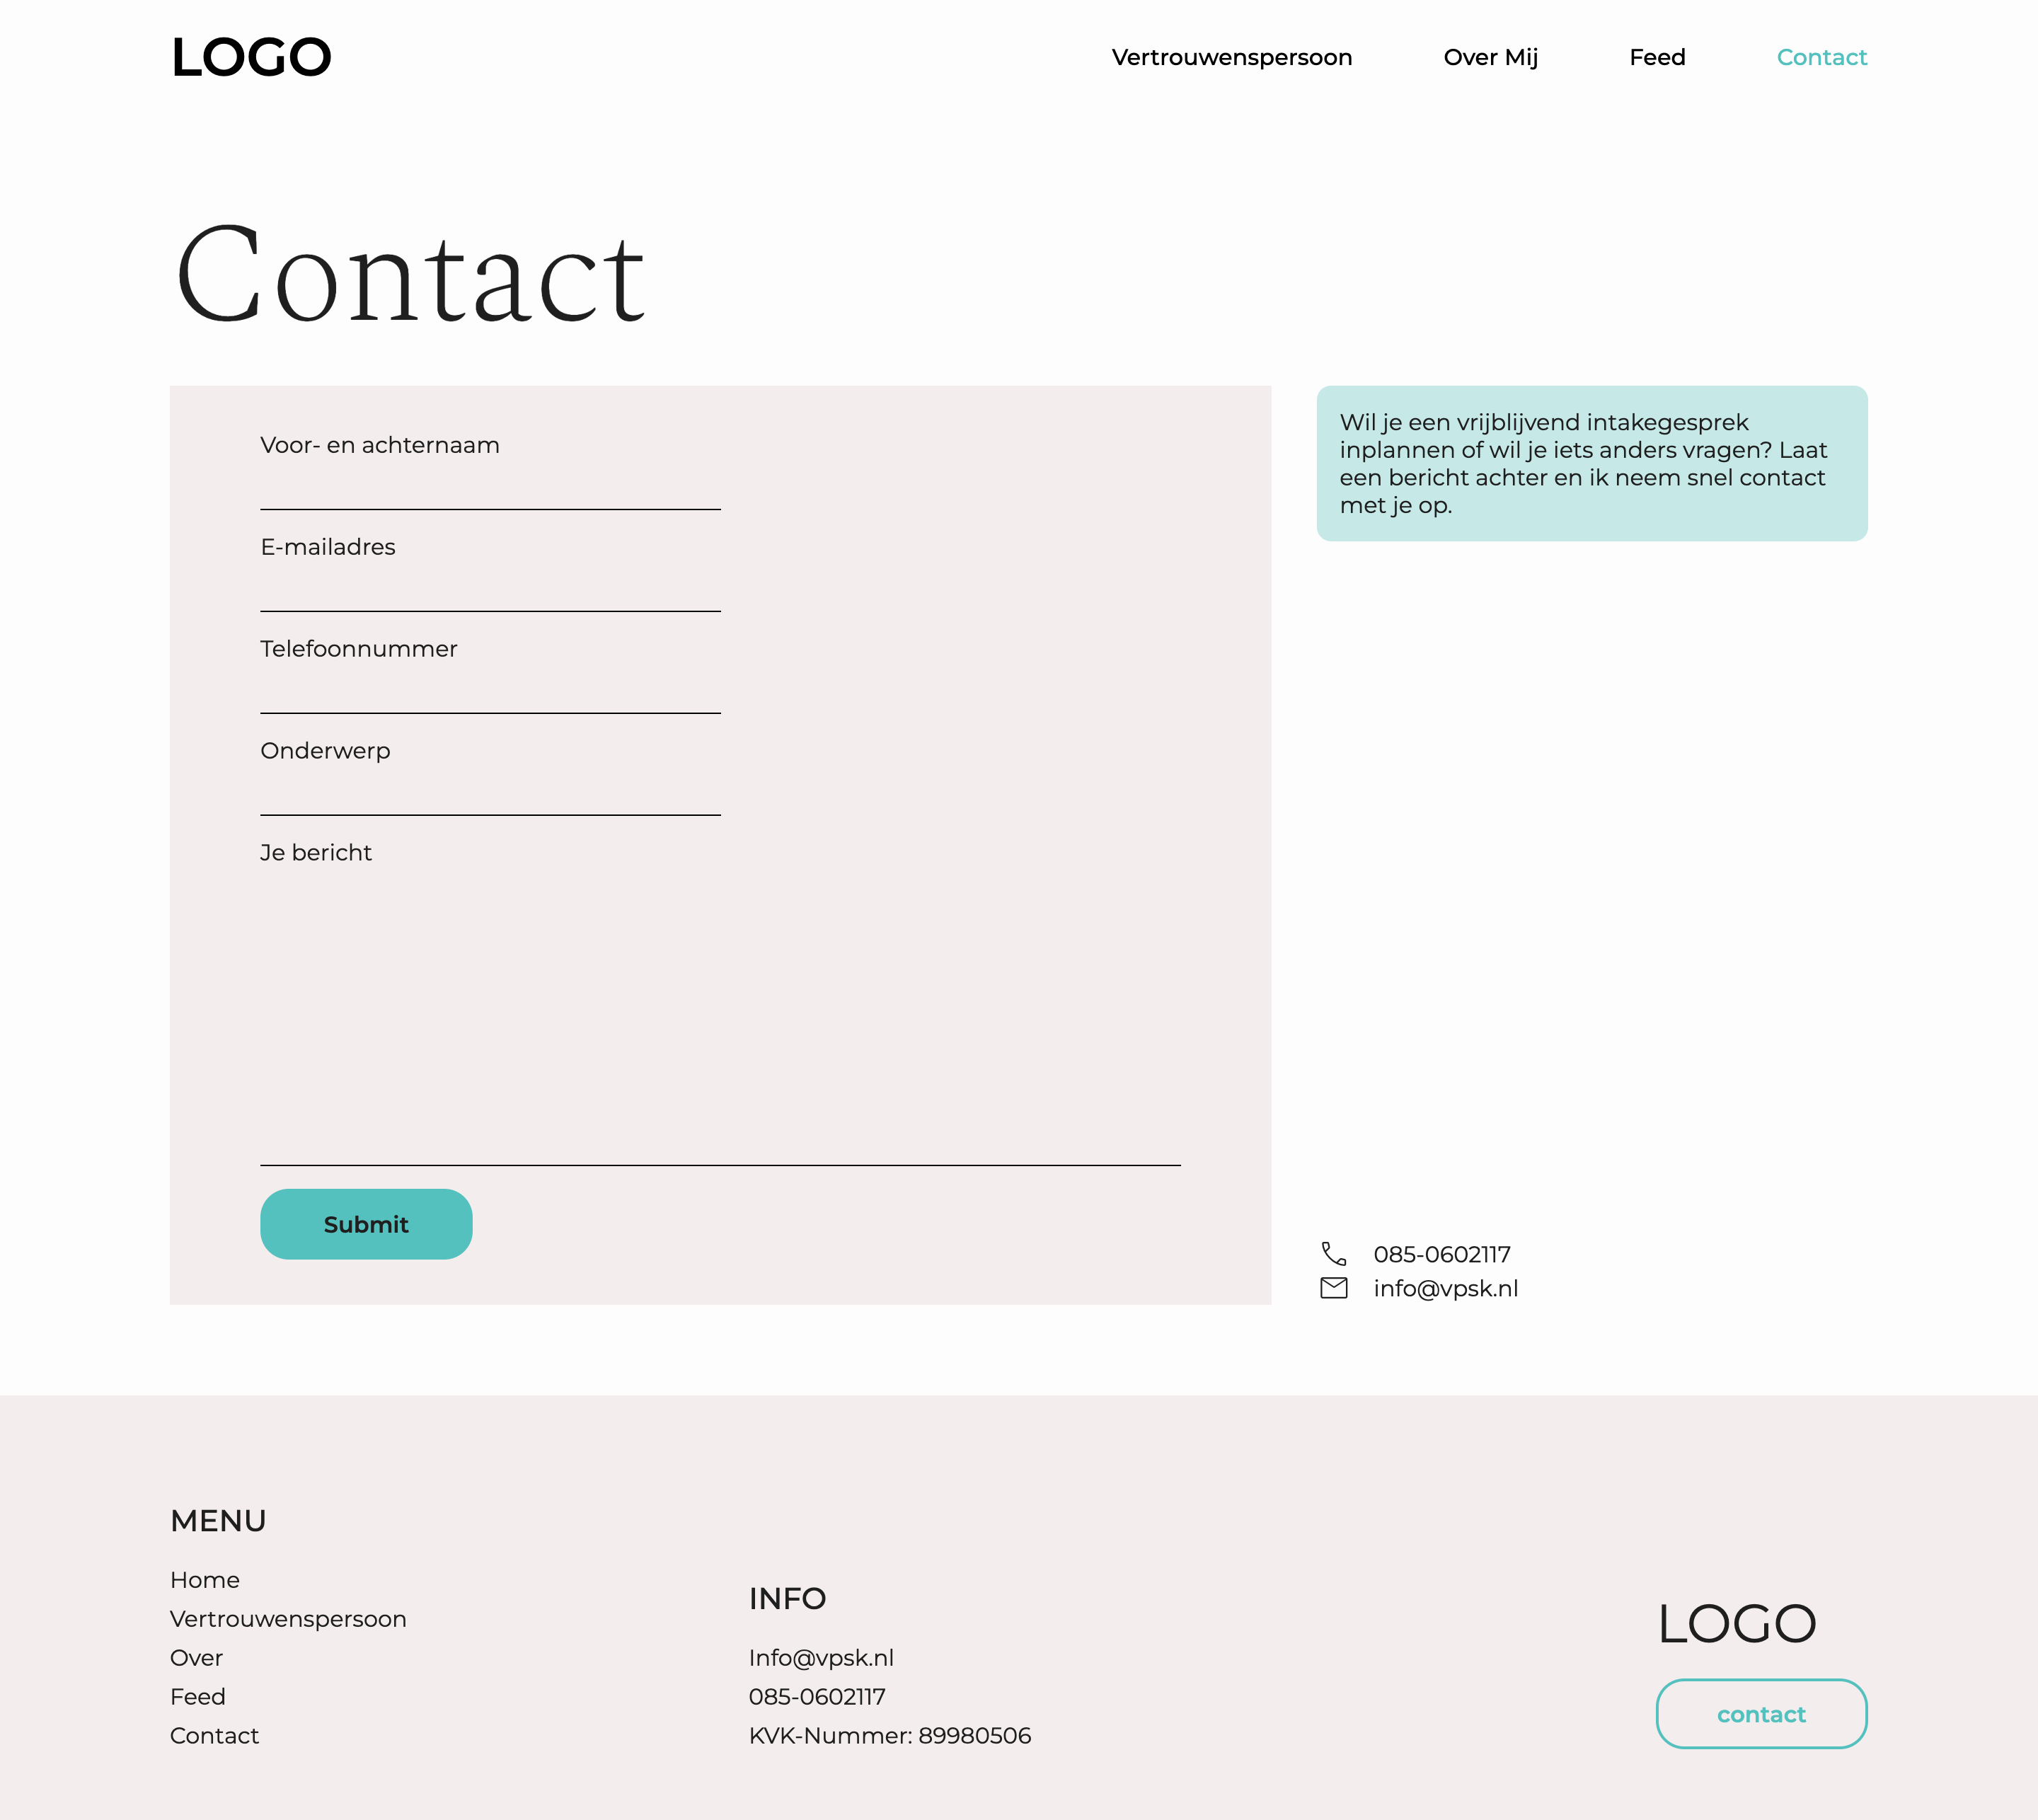 LOGO
Vertrouwenspersoon
Over Mij
Feed
Contact
Contact
Voor- en achternaam
E-mailadres
Telefoonnummer
Onderwerp
Je bericht
Submit
Wil je een vrijblijvend intakegesprek
inplannen of wil je iets anders vragen? Laat
een bericht achter en ik neem snel contact
met je op.
085-0602117
info@vpsk.nl
MENU
Home
Vertrouwenspersoon
Over
Feed
Contact
INFO
Info@vpsk.nl
085-0602117
KVK-Nummer: 89980506
LOGO
contact